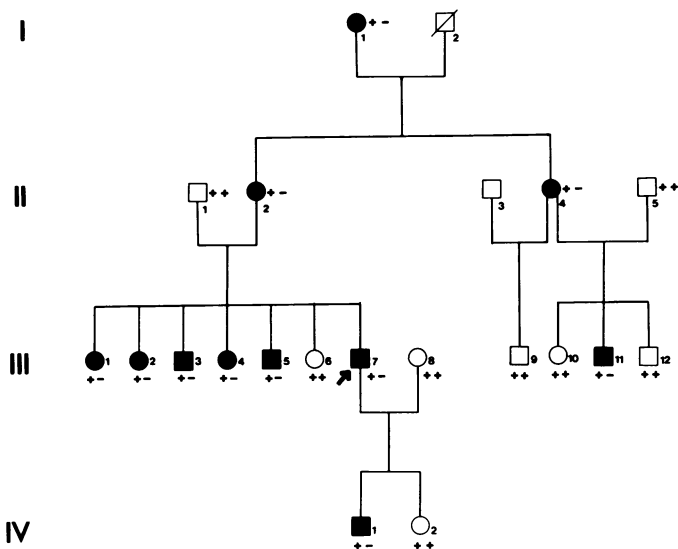 I
1 + - 2
II
1 + + 2 + - 3 4 + - 5 + +
III
1 2 3 4 5 6 7 8 9 10 11 12
+ - + - + - + - + - + + + - + + + + + + + - + +
IV
1 2
+ - + +